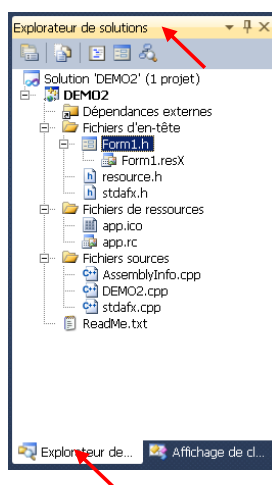 Explorateur de solutions
Solution 'DEMO2' (1 projet)
DEMO2
Dépendances externes
Fichiers d'en-tête
Form1.h
Form1.resX
resource.h
stdafx.h
Fichiers de ressources
app.ico
app.rc
Fichiers sources
AssemblyInfo.cpp
DEMO2.cpp
stdafx.cpp
ReadMe.txt
Explorateur de... Affichage de cl...